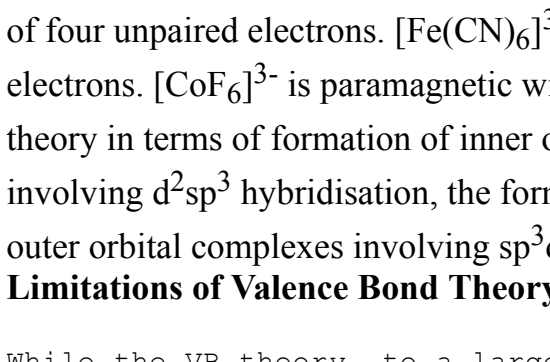 of four unpaired electrons. [Fe(CN)₆]³
electrons. [CoF₆]³⁻ is paramagnetic wi
theory in terms of formation of inner o
involving d²sp³ hybridisation, the for
outer orbital complexes involving sp³
Limitations of Valence Bond Theory
While the VB theory, to a large